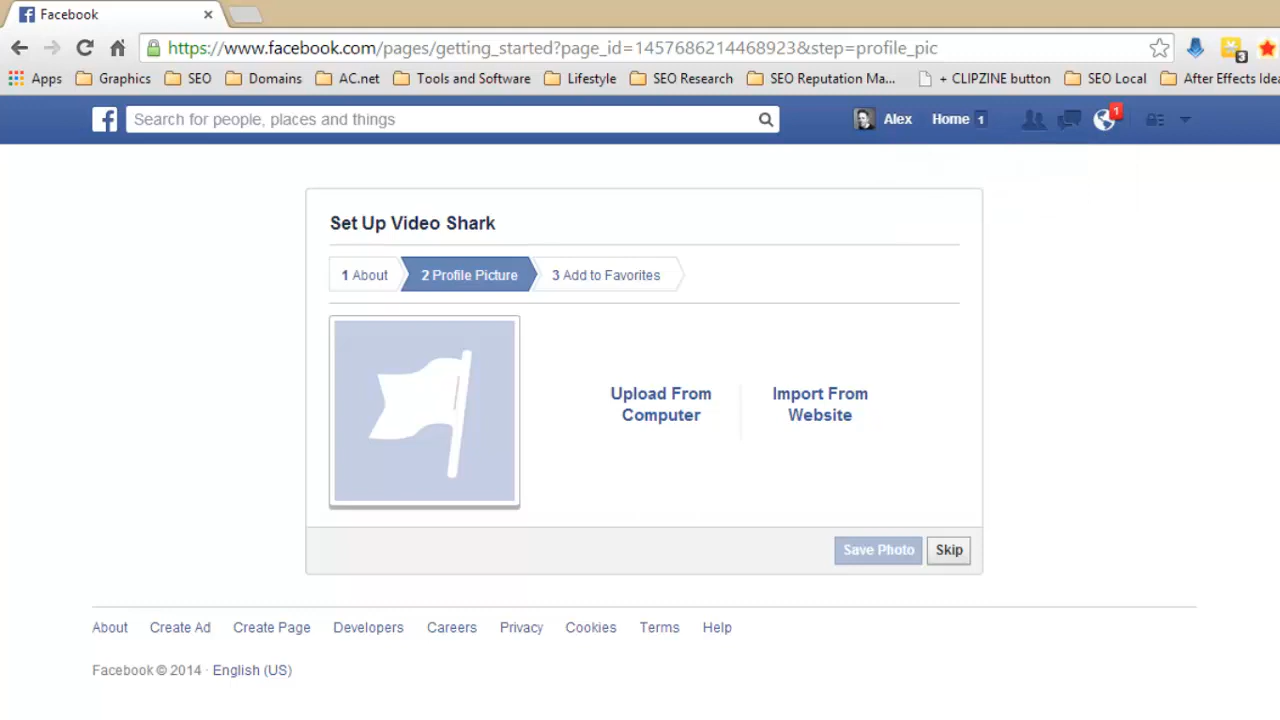 Facebook
https://www.facebook.com/pages/getting_started?page_id=1457686214468923&step=profile_pic
3
Apps Graphics SEO Domains AC.net Tools and Software Lifestyle SEO Research SEO Reputation Ma... + CLIPZINE button SEO Local After Effects Idea
Search for people, places and things Alex Home 1 1
Set Up Video Shark
1 About 2 Profile Picture 3 Add to Favorites
Upload From Import From
Computer Website
Save Photo Skip
About Create Ad Create Page Developers Careers Privacy Cookies Terms Help
Facebook © 2014 · English (US)